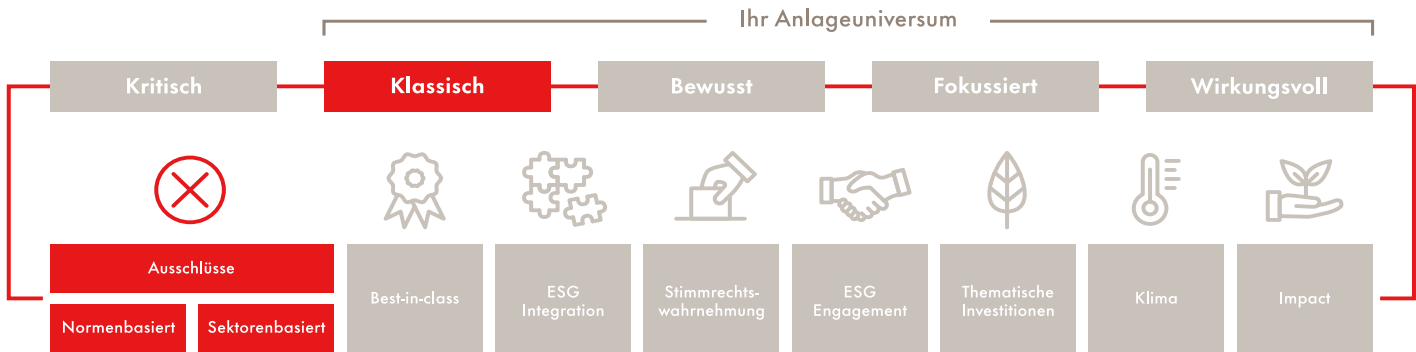 Ihr Anlageuniversum
Kritisch
Klassisch
Bewusst
Fokussiert
Wirkungsvoll
Ausschlüsse
Normenbasiert
Sektorenbasiert
Best-in-class
ESG
Integration
Stimmrechts-
wahrnehmung
ESG
Engagement
Thematische
Investitionen
Klima
Impact